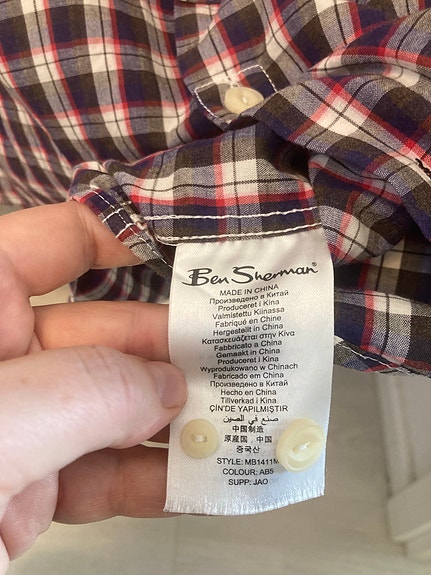 Ben Sherman®
MADE IN CHINA
Произведено в Китай
Produceret i Kina
Valmistettu Kiinassa
Fabriqué en Chine
Hergestellt in China
Κατασκευάζεται στην Κίνα
Fabbricato a China
Gemaakt in China
Produsert i Kina
Wyprodukowano w Chinach
Fabricado em China
Произведено в Китай
Hecho en China
Tillverkad i Kina
ÇİN'DE YAPILMIŞTIR
صنع في الصين
中国制造
原産国:中国
중국산
STYLE: MB1411M
COLOUR: AB5
SUPP: JAO